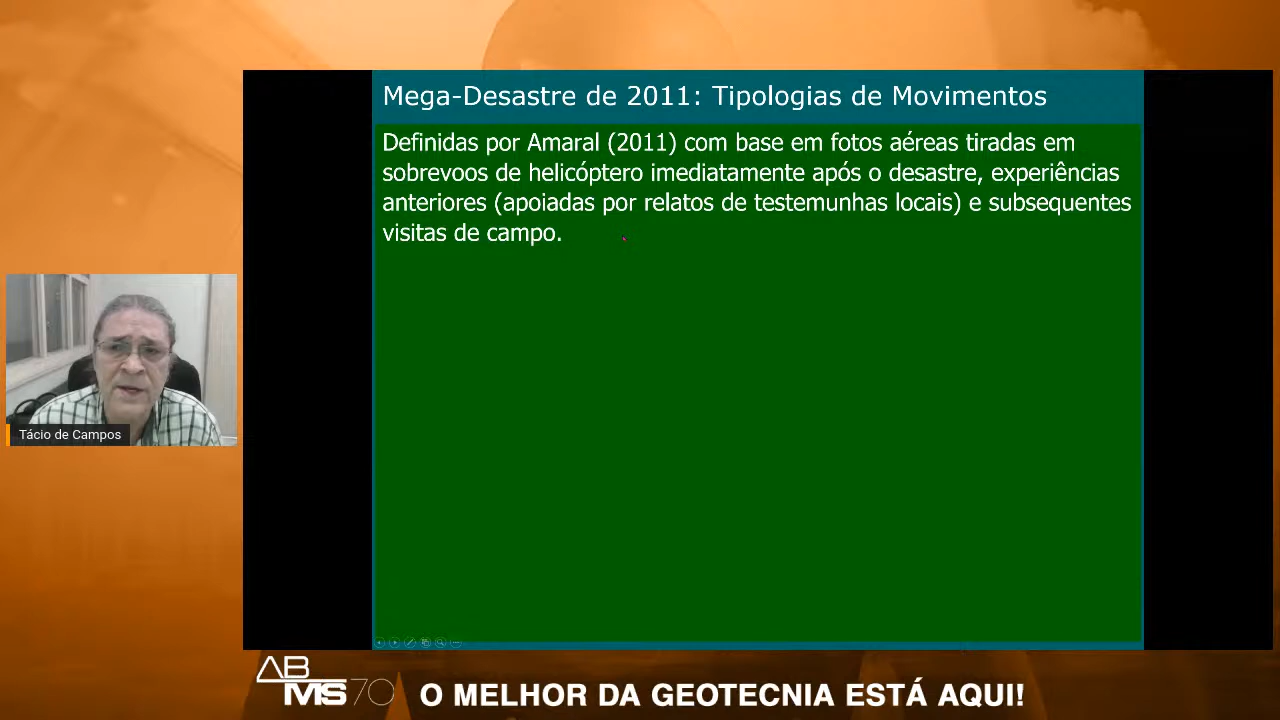 Mega-Desastre de 2011: Tipologias de Movimentos
Definidas por Amaral (2011) com base em fotos aéreas tiradas em
sobrevoos de helicóptero imediatamente após o desastre, experiências
anteriores (apoiadas por relatos de testemunhas locais) e subsequentes
visitas de campo.
Tácio de Campos
AB
MS70
O MELHOR DA GEOTECNIA ESTÁ AQUI!